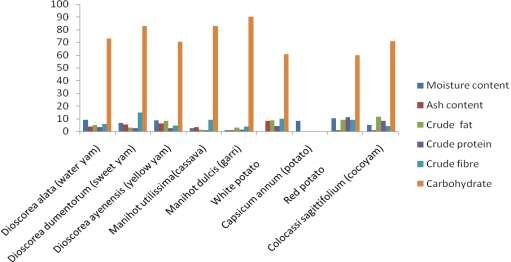 100
90
80
70
60
50
40
30
20
10
0
Moisture content
Ash content
Crude fat
Crude protein
Crude fibre
Carbohydrate
Dioscorea alata (water yam)
Dioscorea dumentorum (sweet yam)
Dioscorea ayenensis (yellow yam)
Manihot utilissima(cassava)
Manihot dulcis (garri)
White potato
Capsicum annum (potato)
Red potato
Colocassi sagittifolium (cocoyam)